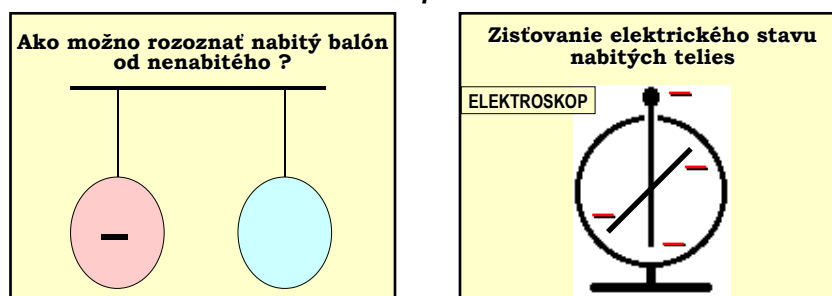 Ako možno rozoznať nabitý balón
od nenabitého ?
–
Zisťovanie elektrického stavu
nabitých telies
ELEKTROSKOP
–
–
–
–